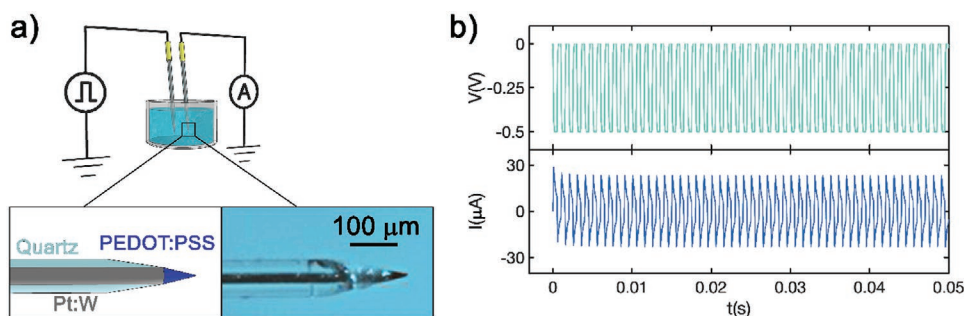 a)
A
100 μm
Quartz
PEDOT:PSS
Pt:W
b)
0
-0.25
-0.5
V(V)
30
0
-30
I(μA)
0
0.01
0.02
0.03
0.04
0.05
t(s)